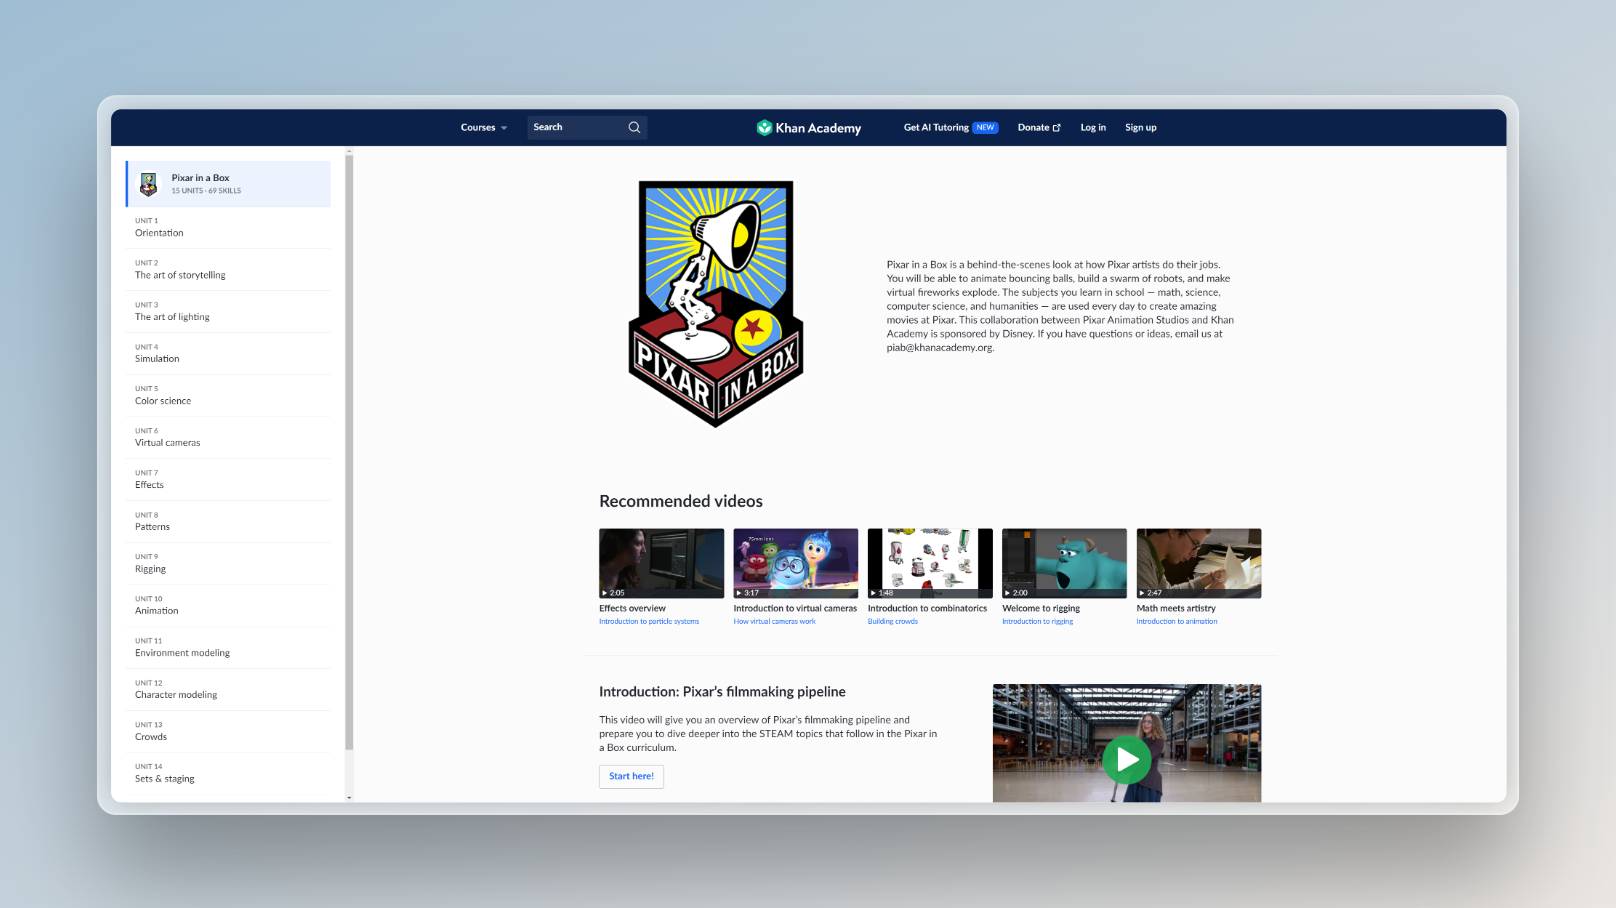 Courses
Search
Khan Academy
Get AI Tutoring NEW
Donate
Log in
Sign up
Pixar in a Box
15 UNITS · 69 SKILLS
UNIT 1
Orientation
UNIT 2
The art of storytelling
UNIT 3
The art of lighting
UNIT 4
Simulation
UNIT 5
Color science
UNIT 6
Virtual cameras
UNIT 7
Effects
UNIT 8
Patterns
UNIT 9
Rigging
UNIT 10
Animation
UNIT 11
Environment modeling
UNIT 12
Character modeling
UNIT 13
Crowds
UNIT 14
Sets & staging
PIXAR IN A BOX
Pixar in a Box is a behind-the-scenes look at how Pixar artists do their jobs.
You will be able to animate bouncing balls, build a swarm of robots, and make
virtual fireworks explode. The subjects you learn in school — math, science,
computer science, and humanities — are used every day to create amazing
movies at Pixar. This collaboration between Pixar Animation Studios and Khan
Academy is sponsored by Disney. If you have questions or ideas, email us at
piab@khanacademy.org.
Recommended videos
2:05
Effects overview
Introduction to particle systems
75mm lens
3:17
Introduction to virtual cameras
How virtual cameras work
1:48
Introduction to combinatorics
Building crowds
2:00
Welcome to rigging
Introduction to rigging
2:47
Math meets artistry
Introduction to animation
Introduction: Pixar's filmmaking pipeline
This video will give you an overview of Pixar's filmmaking pipeline and
prepare you to dive deeper into the STEAM topics that follow in the Pixar in
a Box curriculum.
Start here!